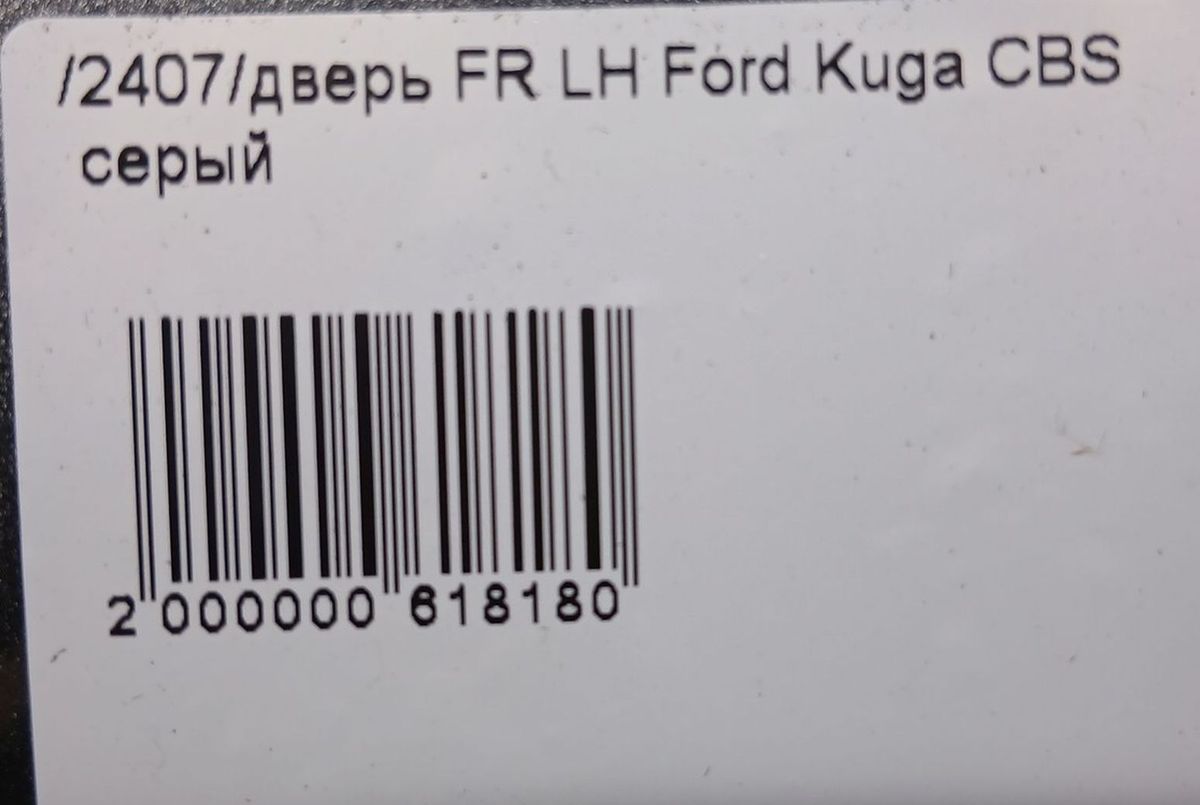 /2407/дверь FR LH Ford Kuga CBS
серый
2 000000 618180